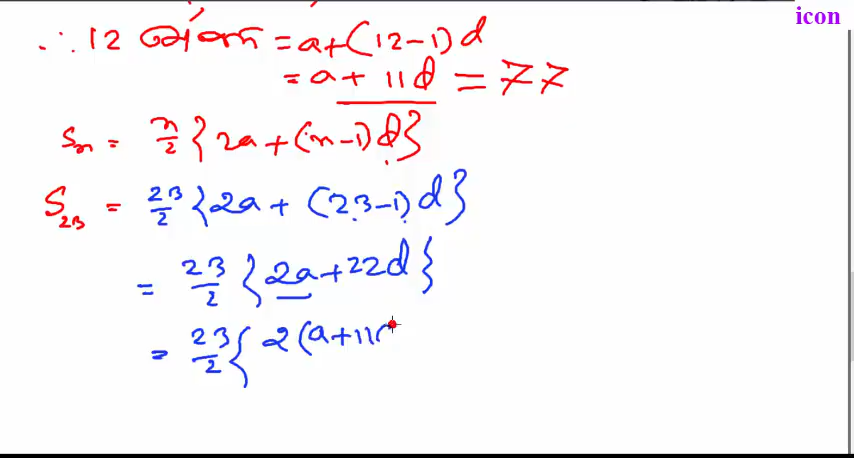 icon
∴ 12 তম পদ = a + (12 - 1) d
= a + 11d = 77
Sn = n/2 { 2a + (n - 1) d }
S23 = 23/2 { 2a + (23 - 1) d }
= 23/2 { 2a + 22d }
= 23/2 { 2 (a + 11d